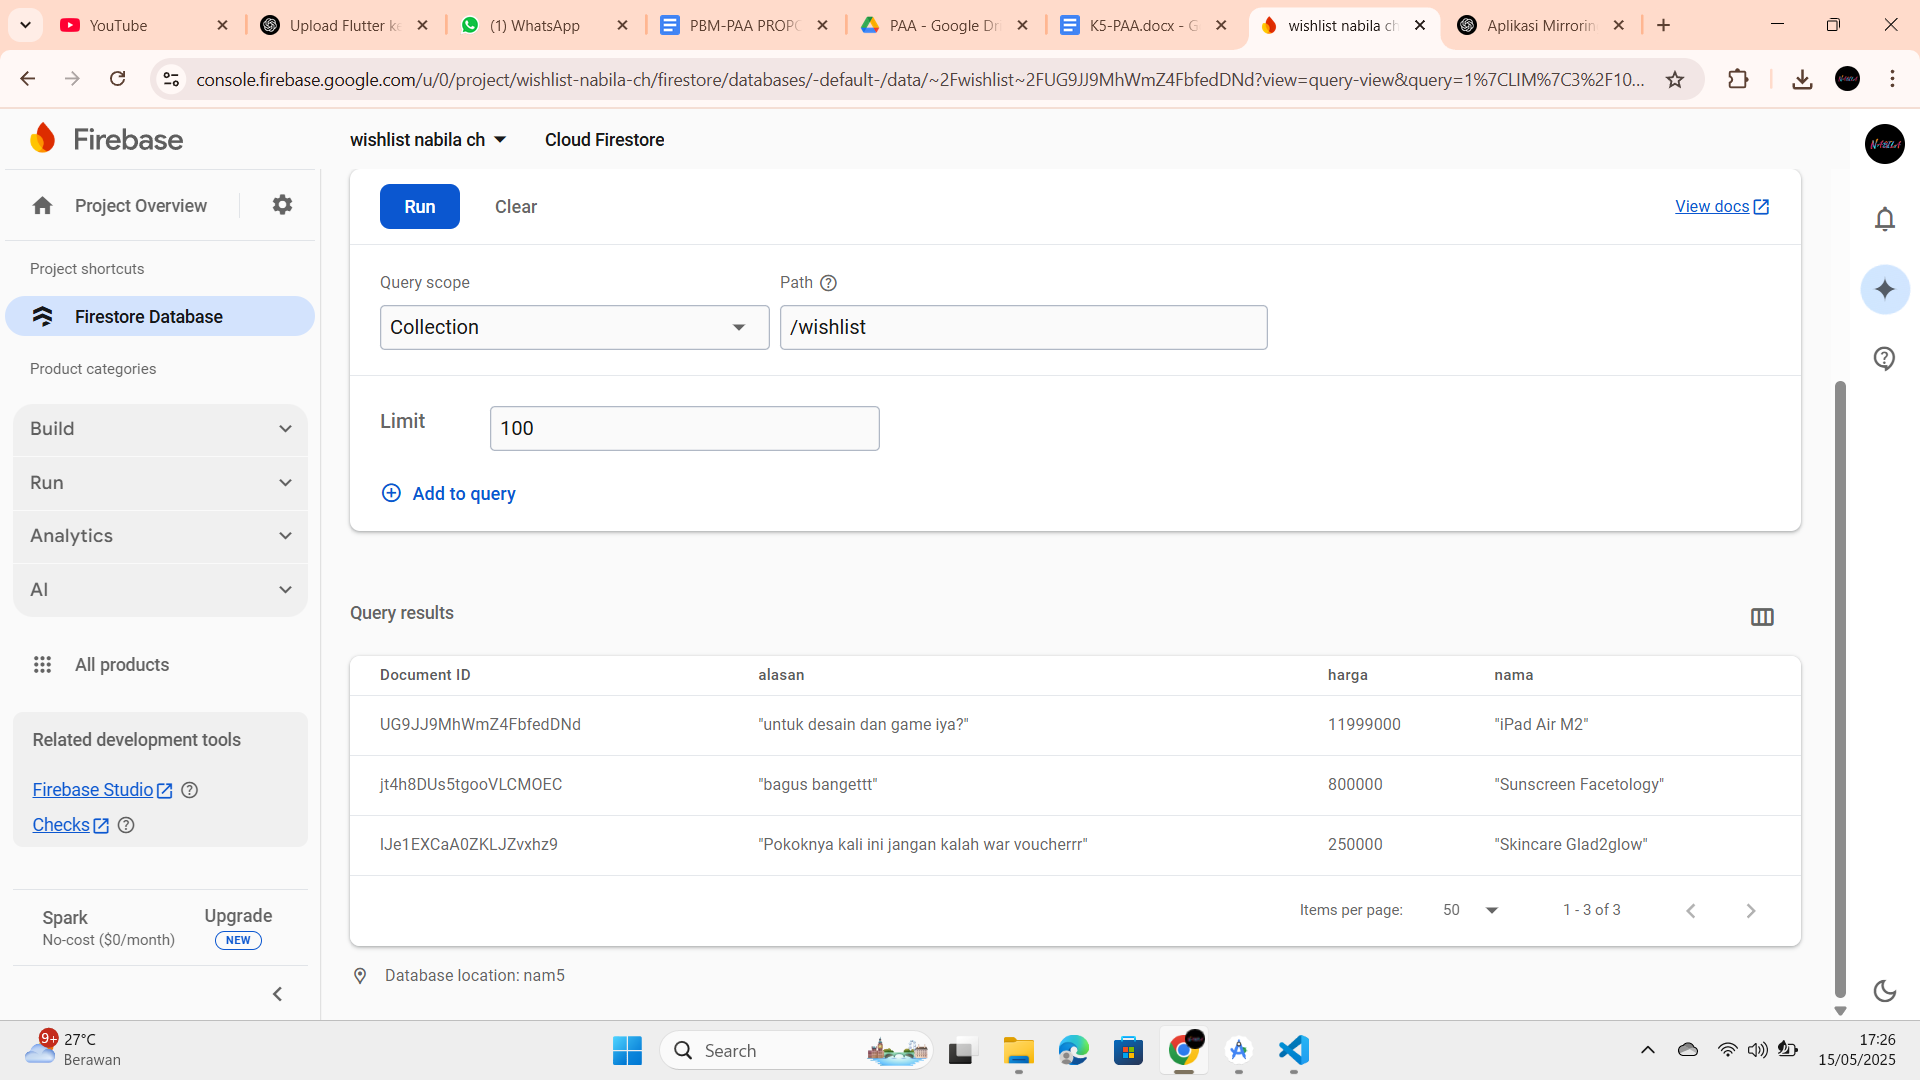 YouTube
Upload Flutter ke
(1) WhatsApp
PBM-PAA PROPO
PAA - Google Dri
K5-PAA.docx - G
wishlist nabila ch
Aplikasi Mirrorin
console.firebase.google.com/u/0/project/wishlist-nabila-ch/firestore/databases/-default-/data/~2Fwishlist~2FUG9JJ9MhWmZ4FbfedDNd?view=query-view&query=1%7CLIM%7C3%2F10...
Firebase
wishlist nabila ch
Cloud Firestore
Project Overview
Run
Clear
View docs
Project shortcuts
Firestore Database
Product categories
Build
Run
Analytics
AI
All products
Related development tools
Firebase Studio
Checks
Spark
No-cost ($0/month)
Upgrade
NEW
Query scope
Path
Collection
/wishlist
Limit
100
Add to query
Query results
Document ID alasan harga nama
UG9JJ9MhWmZ4FbfedDNd "untuk desain dan game iya?" 11999000 "iPad Air M2"
jt4h8DUs5tgooVLCMOEC "bagus bangettt" 800000 "Sunscreen Facetology"
lJe1EXCaA0ZKLJZvxhz9 "Pokoknya kali ini jangan kalah war voucherrr" 250000 "Skincare Glad2glow"
Items per page: 50 1 - 3 of 3
Database location: nam5
9+
27°C
Berawan
Search
17:26
15/05/2025